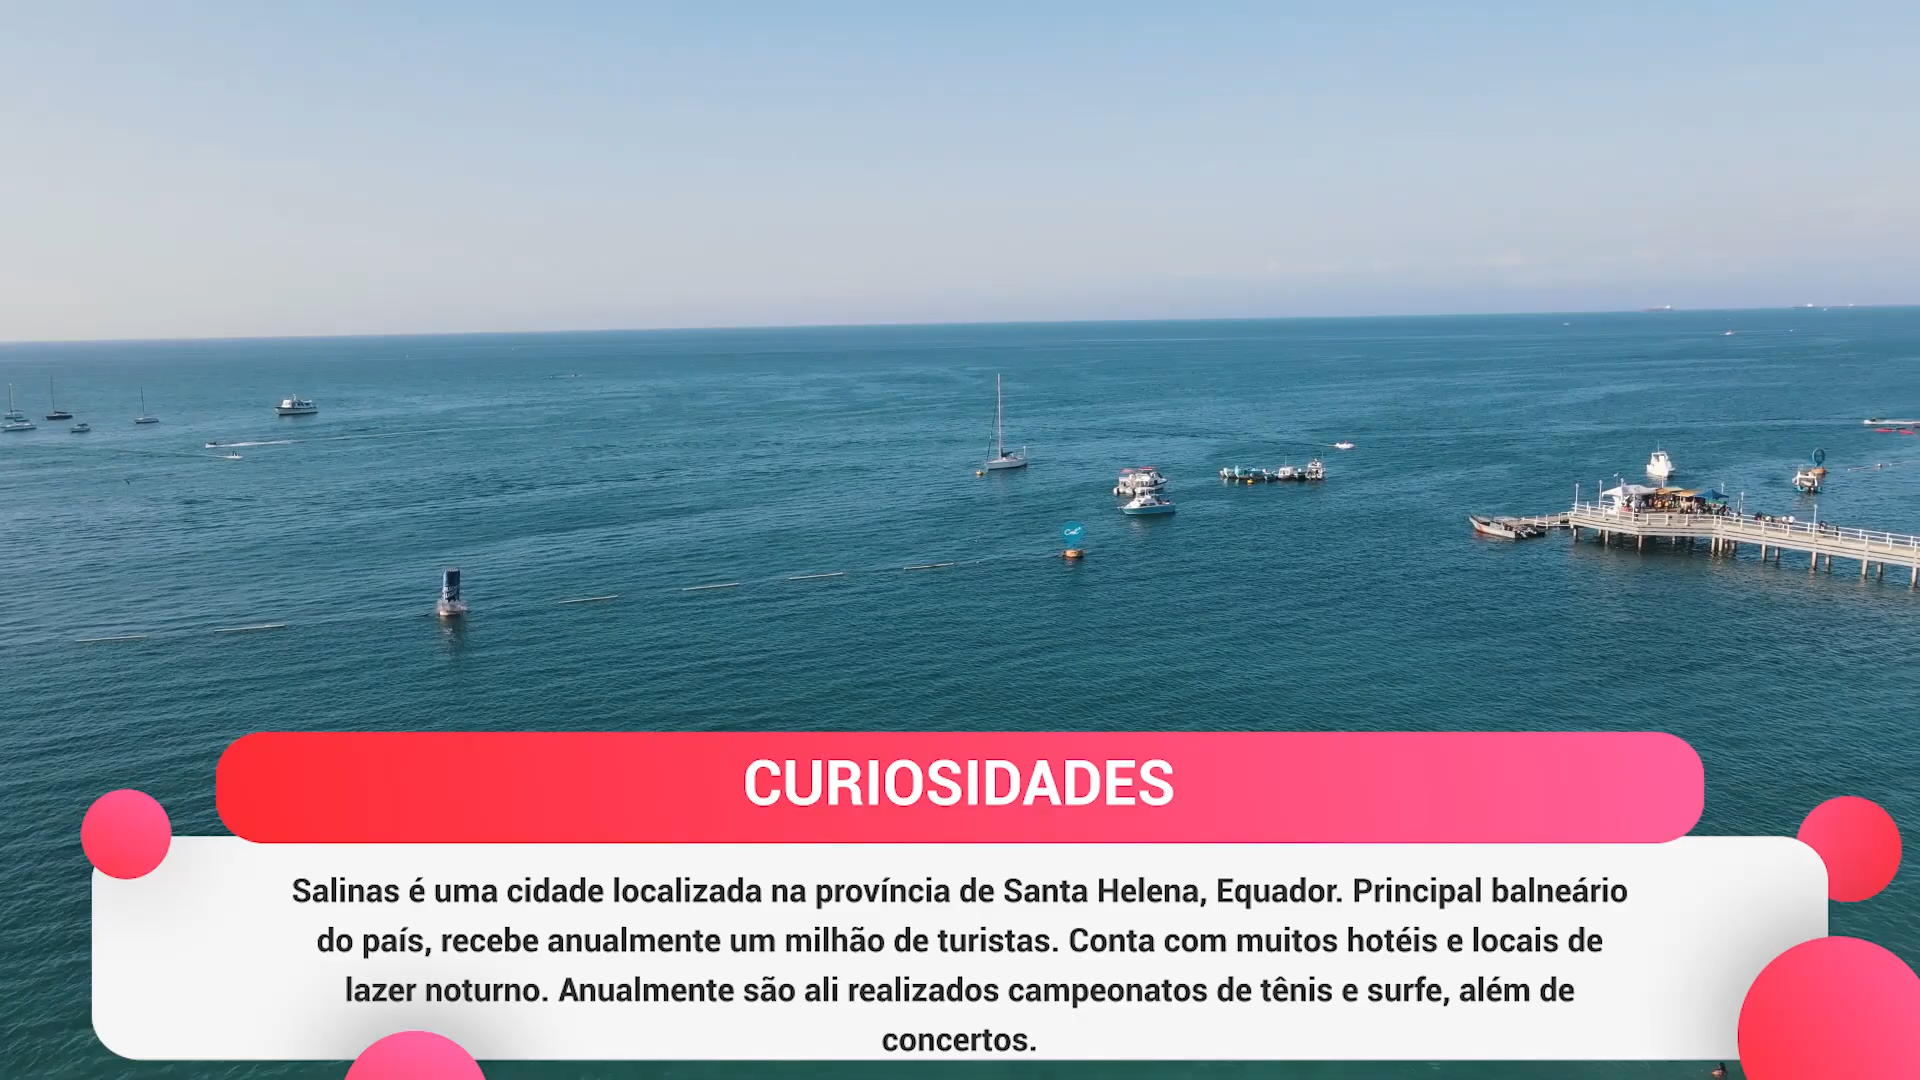 CURIOSIDADES
Salinas é uma cidade localizada na província de Santa Helena, Equador. Principal balneário
do país, recebe anualmente um milhão de turistas. Conta com muitos hotéis e locais de
lazer noturno. Anualmente são ali realizados campeonatos de tênis e surfe, além de
concertos.